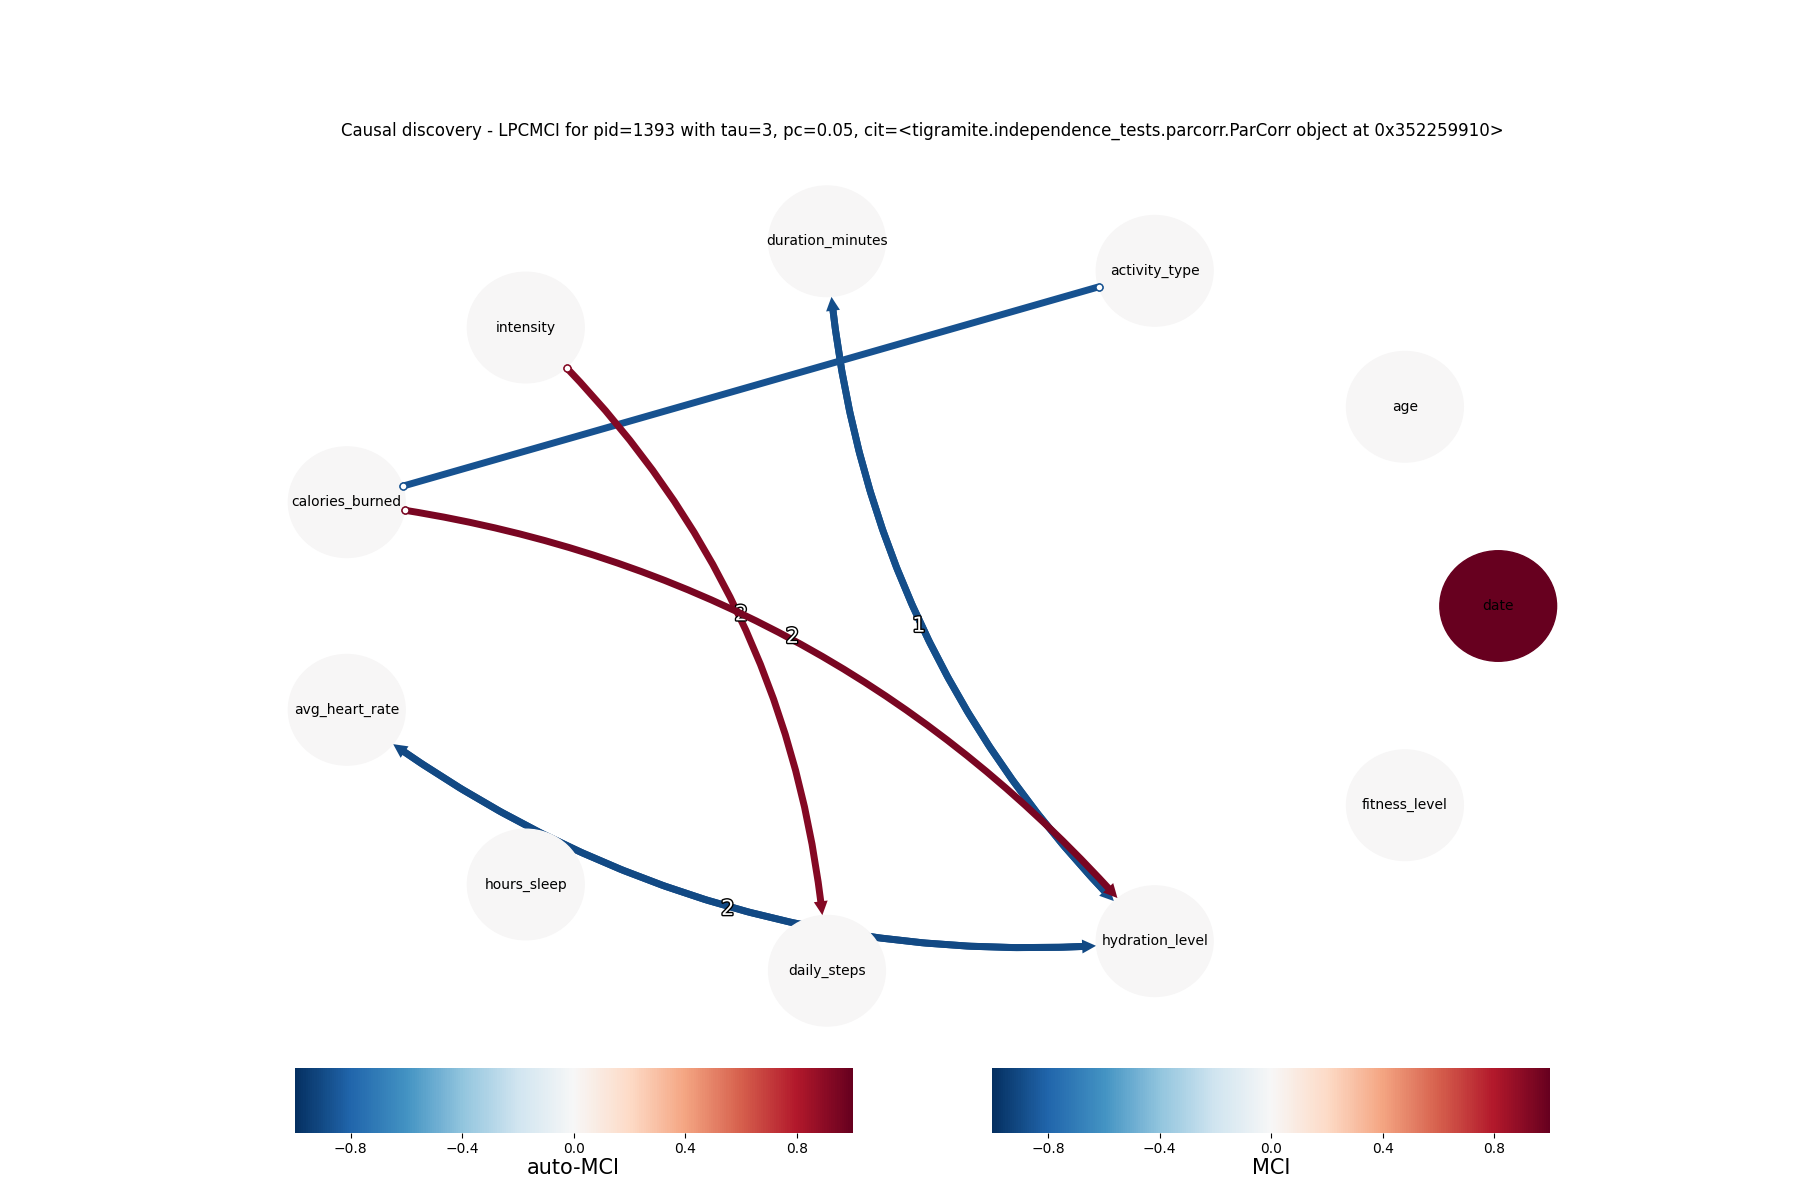 Causal discovery - LPCMCI for pid=1393 with tau=3, pc=0.05, cit=<tigramite.independence_tests.parcorr.ParCorr object at 0x352259910>
duration_minutes
activity_type
intensity
age
calories_burned
date
2
2
1
avg_heart_rate
fitness_level
hours_sleep
2
hydration_level
daily_steps
−0.8 −0.4 0.0 0.4 0.8
auto-MCI
−0.8 −0.4 0.0 0.4 0.8
MCI